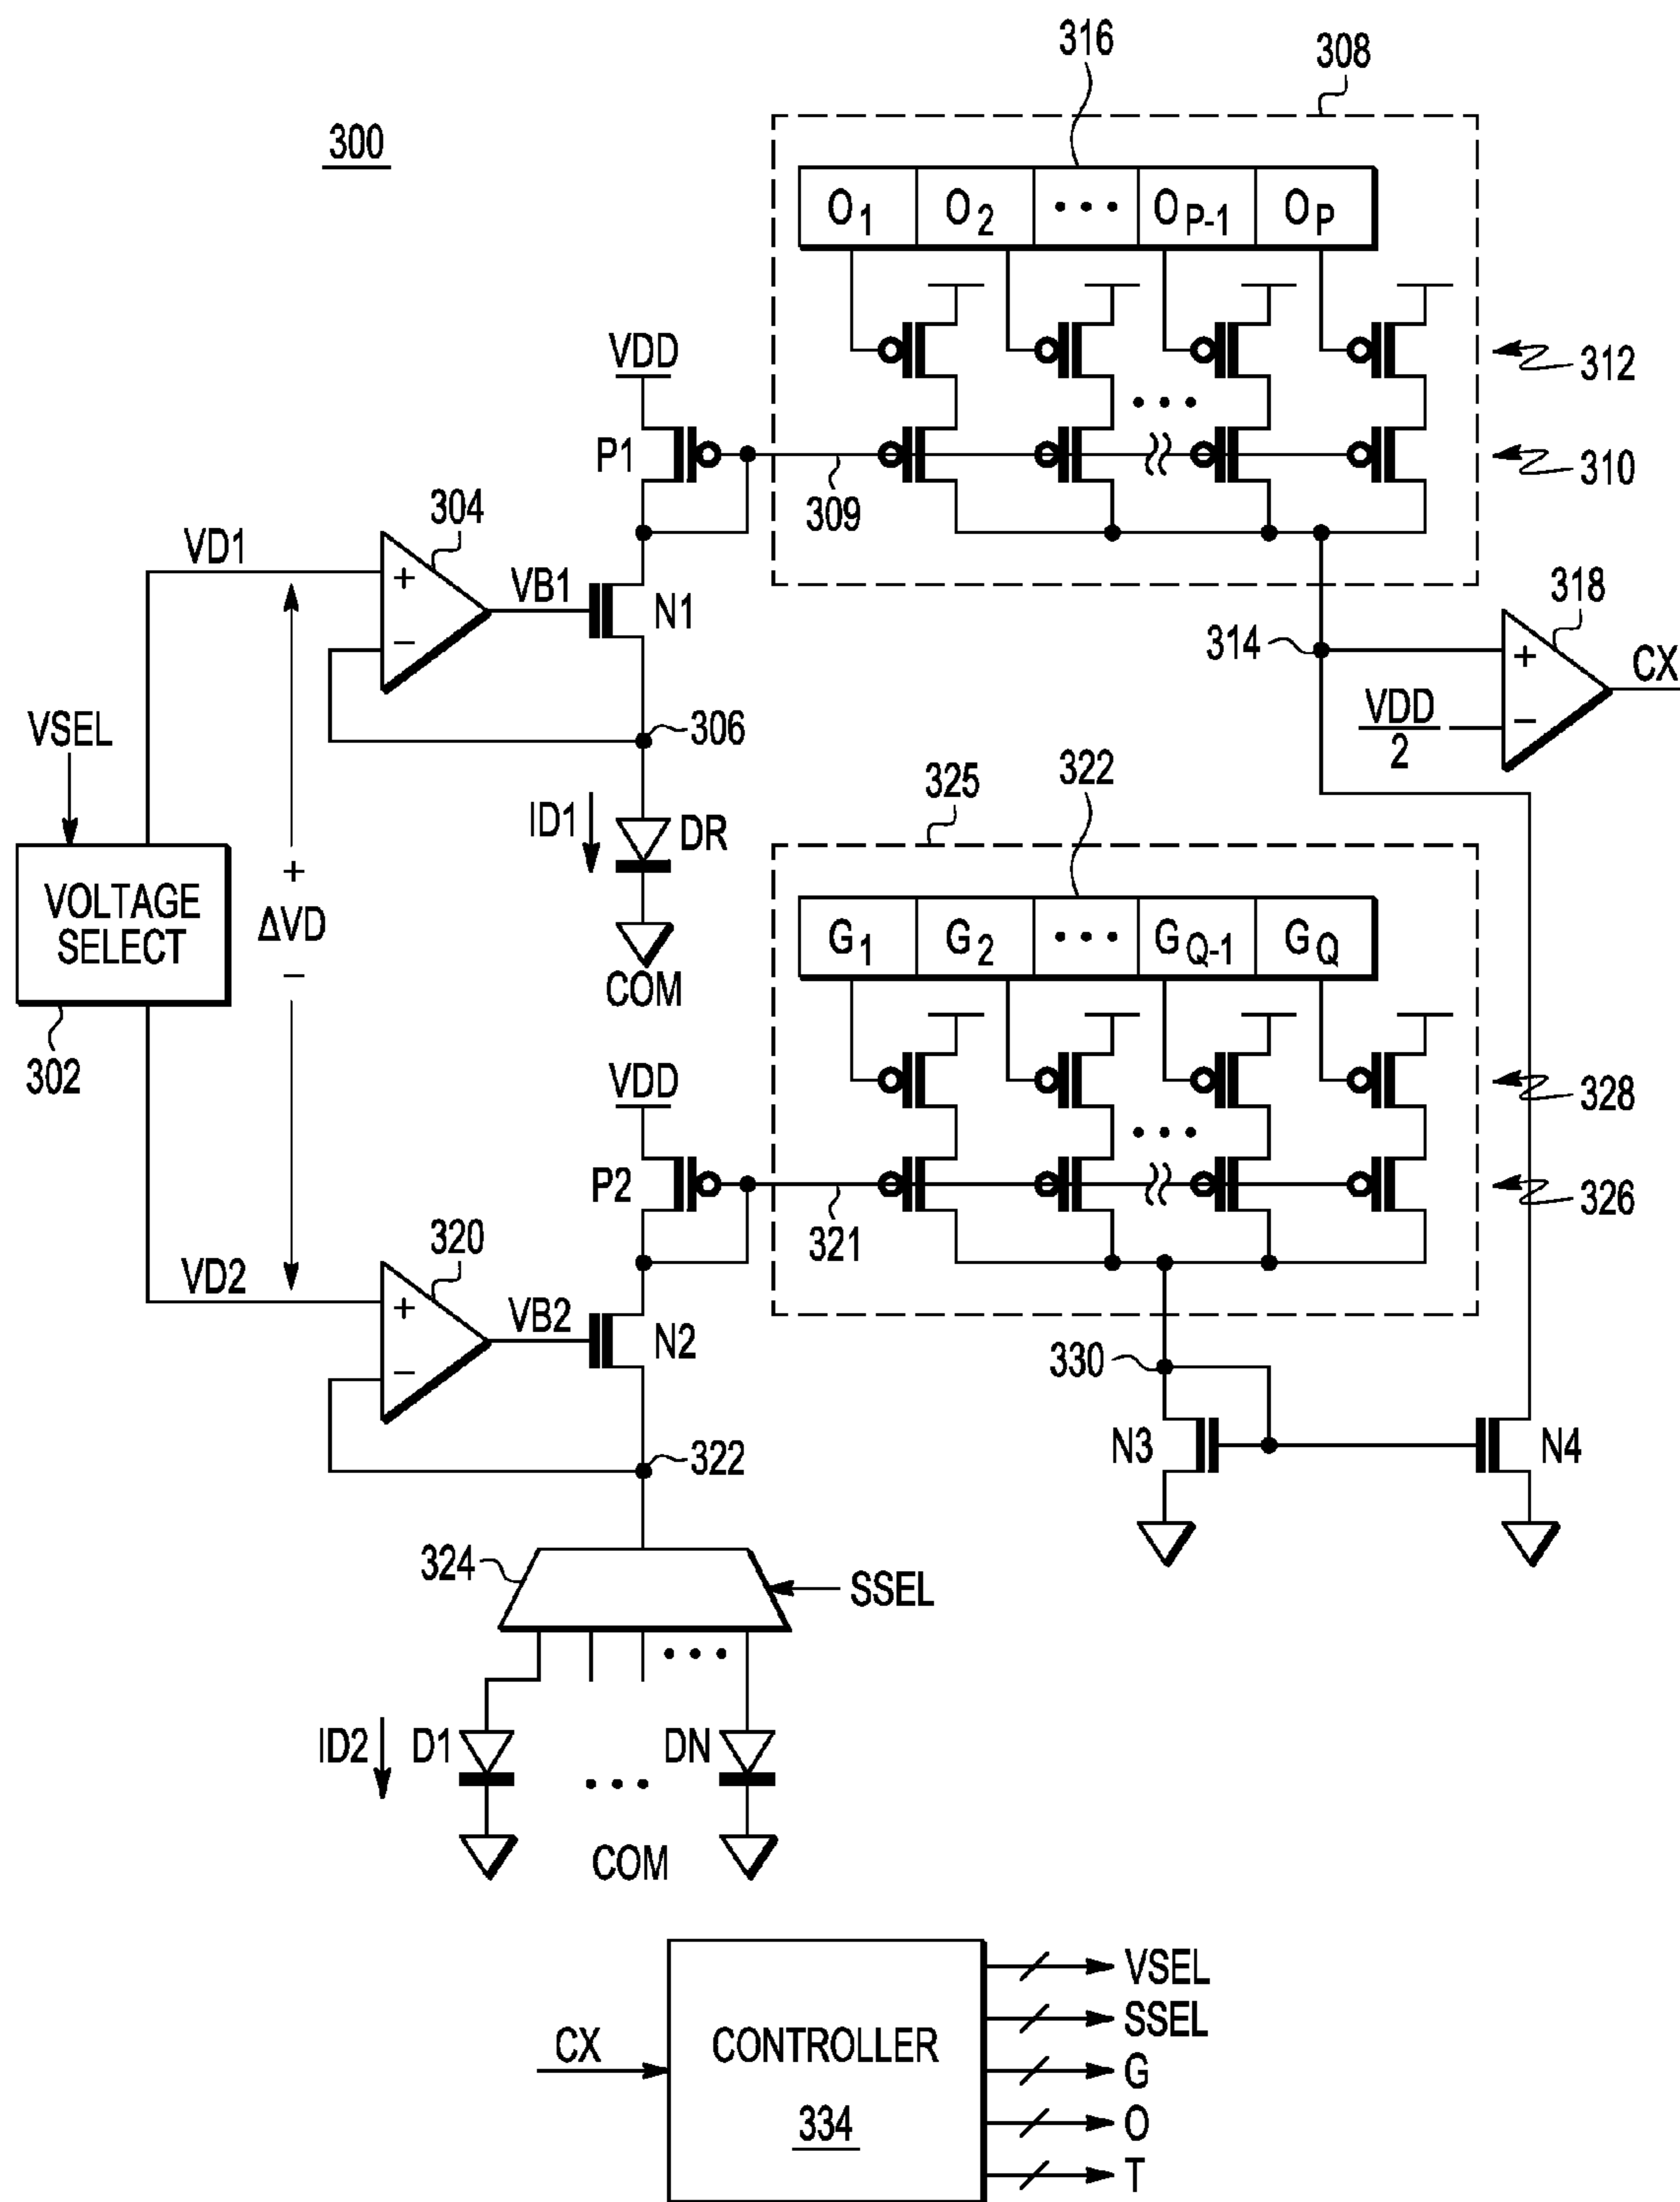 300
316
308
O1 O2 ••• OP-1 OP
312
310
309
VDD
P1
304
VD1
VB1
N1
+
−
306
314
318
+
−
CX
VDD
2
VSEL
VOLTAGE
SELECT
302
+
ΔVD
−
ID1
DR
COM
325
322
G1 G2 ••• GQ-1 GQ
328
326
321
VDD
P2
320
VD2
VB2
N2
+
−
322
330
N3
N4
324
SSEL
ID2
D1
DN
COM
CX
CONTROLLER
334
VSEL
SSEL
G
O
T